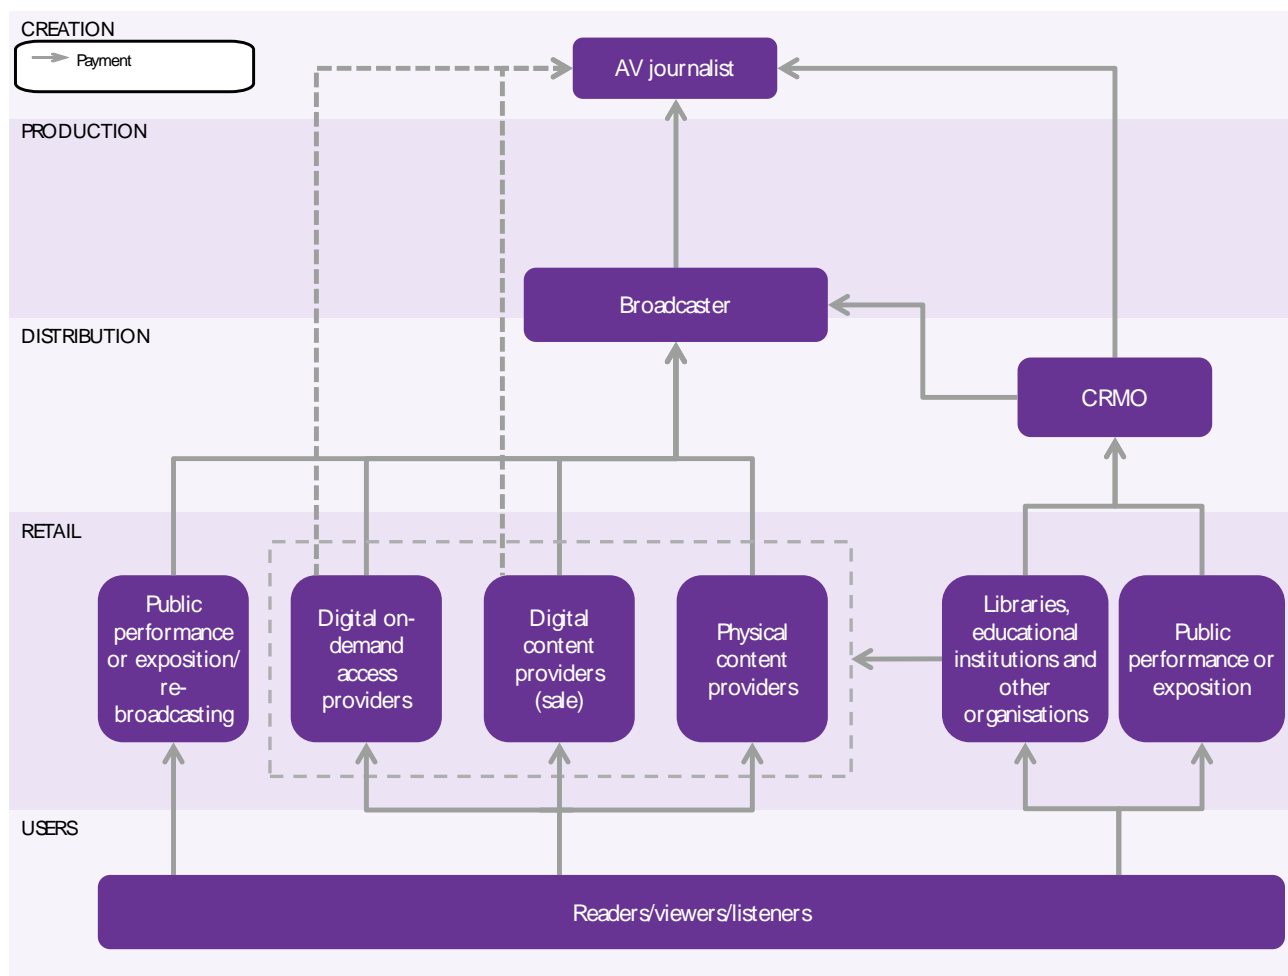 CREATION
Payment
AV journalist
PRODUCTION
Broadcaster
DISTRIBUTION
CRMO
RETAIL
Public
performance
or exposition/
re-
broadcasting
Digital on-
demand
access
providers
Digital
content
providers
(sale)
Physical
content
providers
Libraries,
educational
institutions and
other
organisations
Public
performance or
exposition
USERS
Readers/viewers/listeners